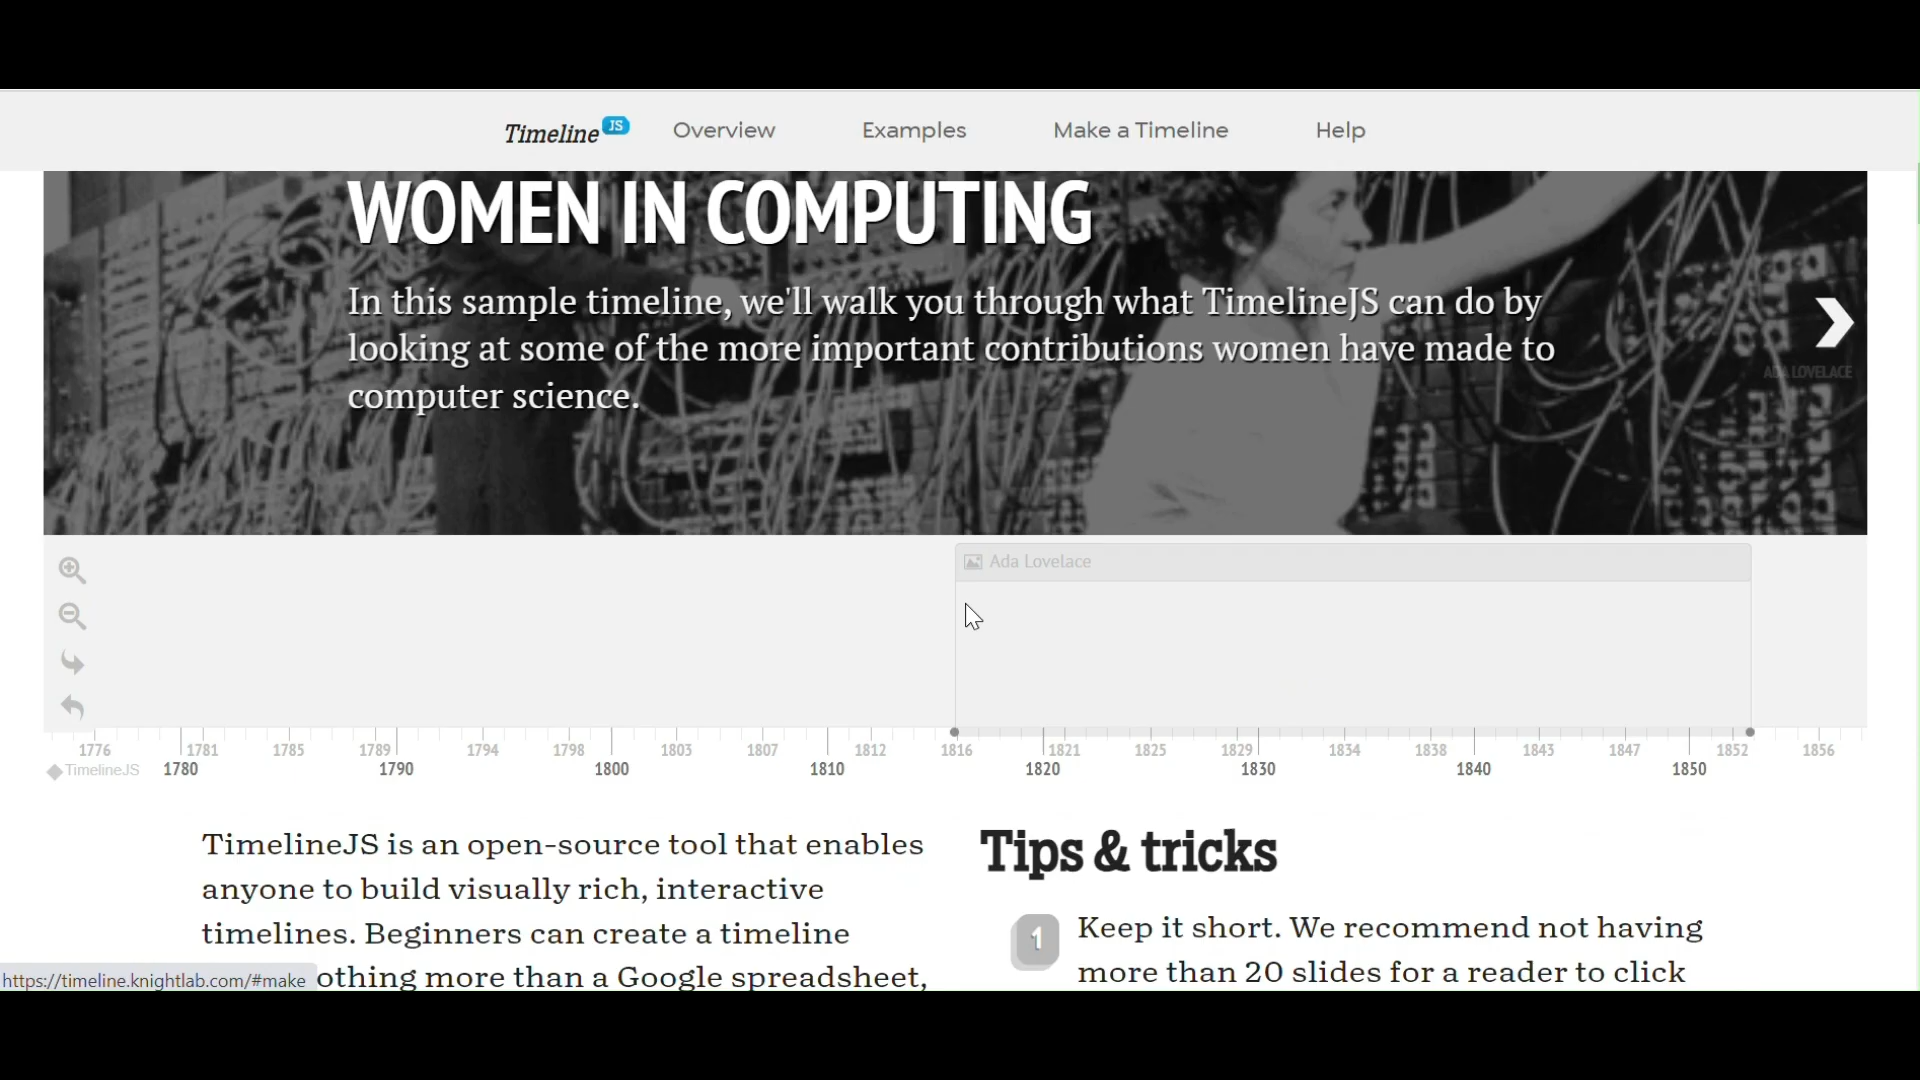 Timeline JS Overview Examples Make a Timeline Help
WOMEN IN COMPUTING
In this sample timeline, we'll walk you through what TimelineJS can do by
looking at some of the more important contributions women have made to
computer science.
ADA LOVELACE
Ada Lovelace
1776 1781 1785 1789 1794 1798 1803 1807 1812 1816 1821 1825 1829 1834 1838 1843 1847 1852 1856
TimelineJS 1780 1790 1800 1810 1820 1830 1840 1850
TimelineJS is an open-source tool that enables
anyone to build visually rich, interactive
timelines. Beginners can create a timeline
othing more than a Google spreadsheet,
https://timeline.knightlab.com/#make
Tips & tricks
1 Keep it short. We recommend not having
more than 20 slides for a reader to click